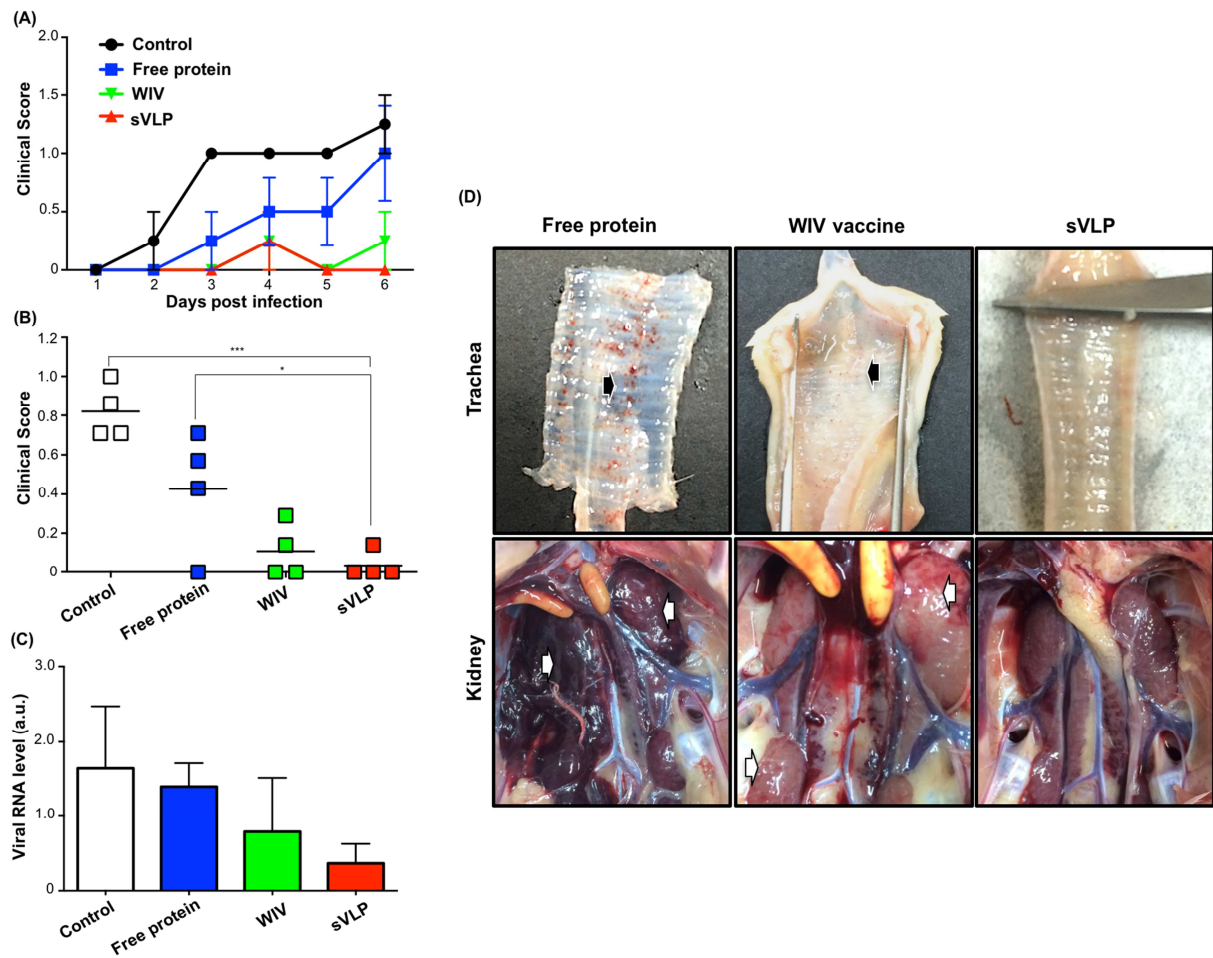 (A)
2.0
1.5
1.0
0.5
0
Clinical Score
Control
Free protein
WIV
sVLP
1 2 3 4 5 6
Days post infection
(B)
1.2
1.0
0.8
0.6
0.4
0.2
0
Clinical Score
***
*
Control
Free protein
WIV
sVLP
(C)
3.0
2.0
1.0
0
Viral RNA level (a.u.)
Control
Free protein
WIV
sVLP
(D)
Free protein
WIV vaccine
sVLP
Trachea
Kidney